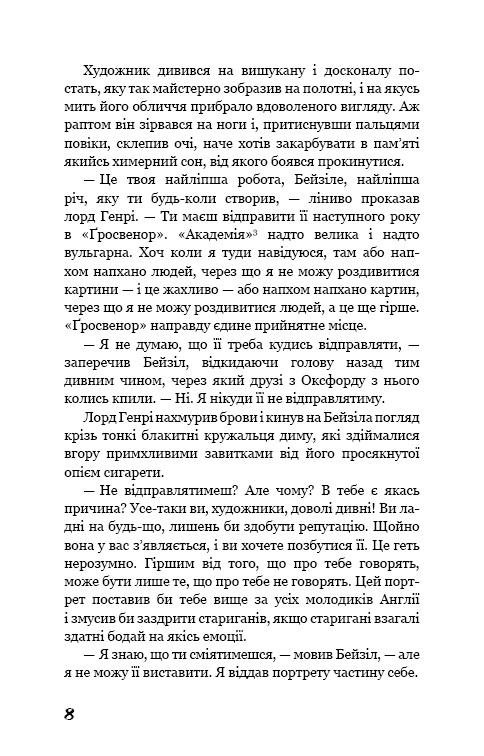 Художник дивився на вишукану і досконалу по-
стать, яку так майстерно зобразив на полотні, і на якусь
мить його обличчя прибрало вдоволеного вигляду. Аж
раптом він зірвався на ноги і, притиснувши пальцями
повіки, склепив очі, наче хотів закарбувати в пам’яті
якийсь химерний сон, від якого боявся прокинутися.
— Це твоя найліпша робота, Бейзіле, найліпша
річ, яку ти будь-коли створив, — ліниво проказав
лорд Генрі. — Ти маєш відправити її наступного року
в «Ґросвенор». «Академія»³ надто велика і надто
вульгарна. Хоч коли я туди навідуюся, там або нап-
хом напхано людей, через що я не можу роздивитися
картини — і це жахливо — або напхом напхано картин,
через що я не можу роздивитися людей, а це ще гірше.
«Ґросвенор» направду єдине прийнятне місце.
— Я не думаю, що її треба кудись відправляти, —
заперечив Бейзіл, відкидаючи голову назад тим
дивним чином, через який друзі з Оксфорду з нього
колись кпили. — Ні. Я нікуди її не відправлятиму.
Лорд Генрі нахмурив брови і кинув на Бейзіла погляд
крізь тонкі блакитні кружальця диму, які здіймалися
вгору примхливими завитками від його просякнутої
опієм сигарети.
— Не відправлятимеш? Але чому? В тебе є якась
причина? Усе-таки ви, художники, доволі дивні! Ви ла-
дні на будь-що, лишень би здобути репутацію. Щойно
вона у вас з’являється, і ви хочете позбутися її. Це геть
нерозумно. Гіршим від того, що про тебе говорять,
може бути лише те, що про тебе не говорять. Цей порт-
рет поставив би тебе вище за усіх молодиків Англії
і змусив би заздрити стариганів, якщо старигані взагалі
здатні бодай на якісь емоції.
— Я знаю, що ти сміятимешся, — мовив Бейзіл, — але
я не можу її виставити. Я віддав портрету частину себе.
8